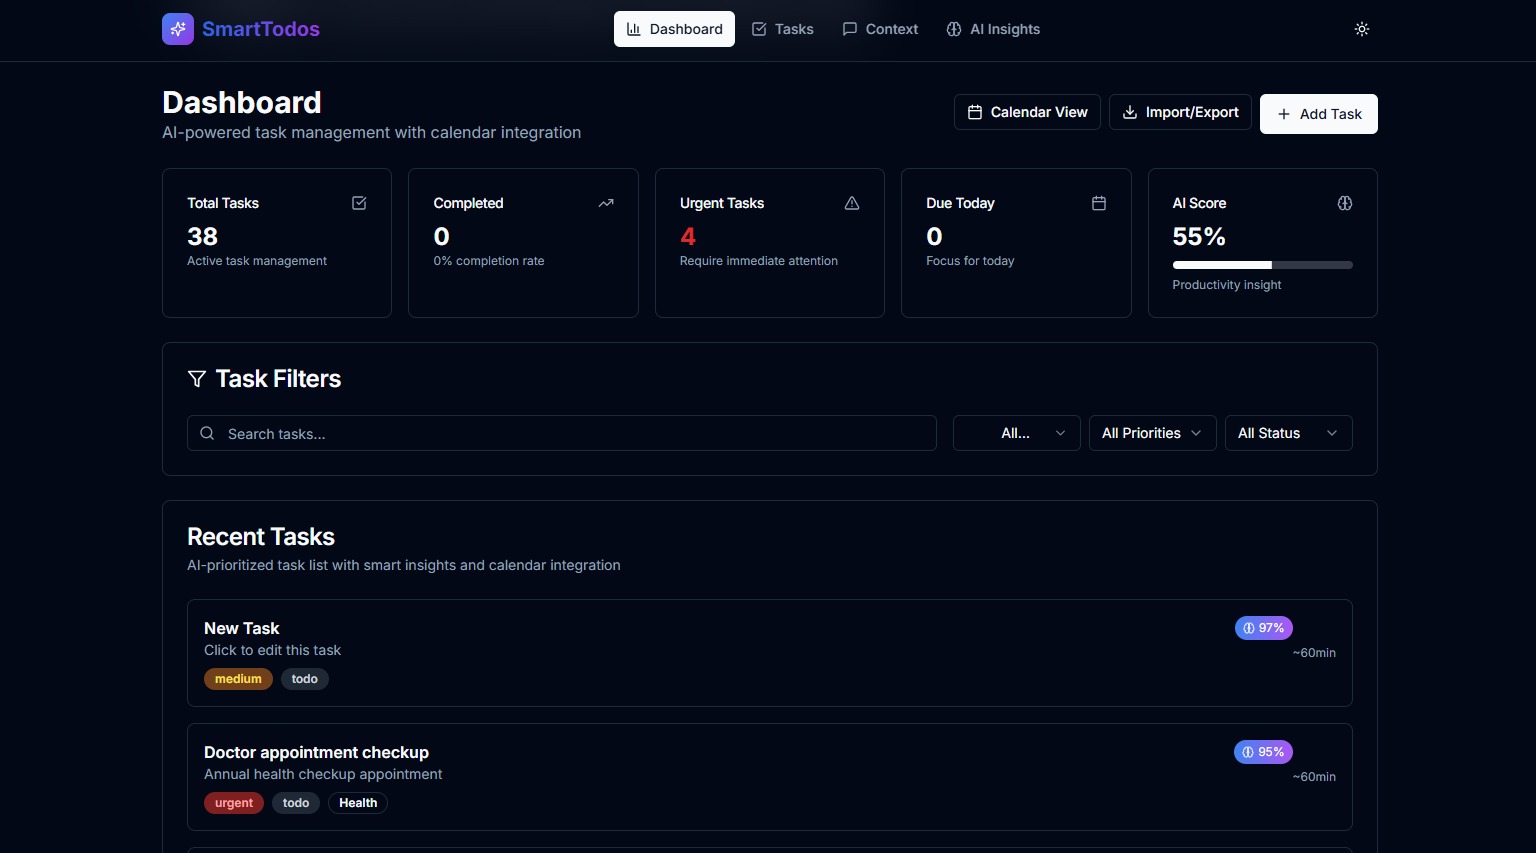 SmartTodos
Dashboard
Tasks
Context
AI Insights
Dashboard
AI-powered task management with calendar integration
Calendar View
Import/Export
Add Task
Total Tasks
38
Active task management
Completed
0
0% completion rate
Urgent Tasks
4
Require immediate attention
Due Today
0
Focus for today
AI Score
55%
Productivity insight
Task Filters
Search tasks...
All...
All Priorities
All Status
Recent Tasks
AI-prioritized task list with smart insights and calendar integration
New Task
Click to edit this task
medium
todo
97%
~60min
Doctor appointment checkup
Annual health checkup appointment
urgent
todo
Health
95%
~60min